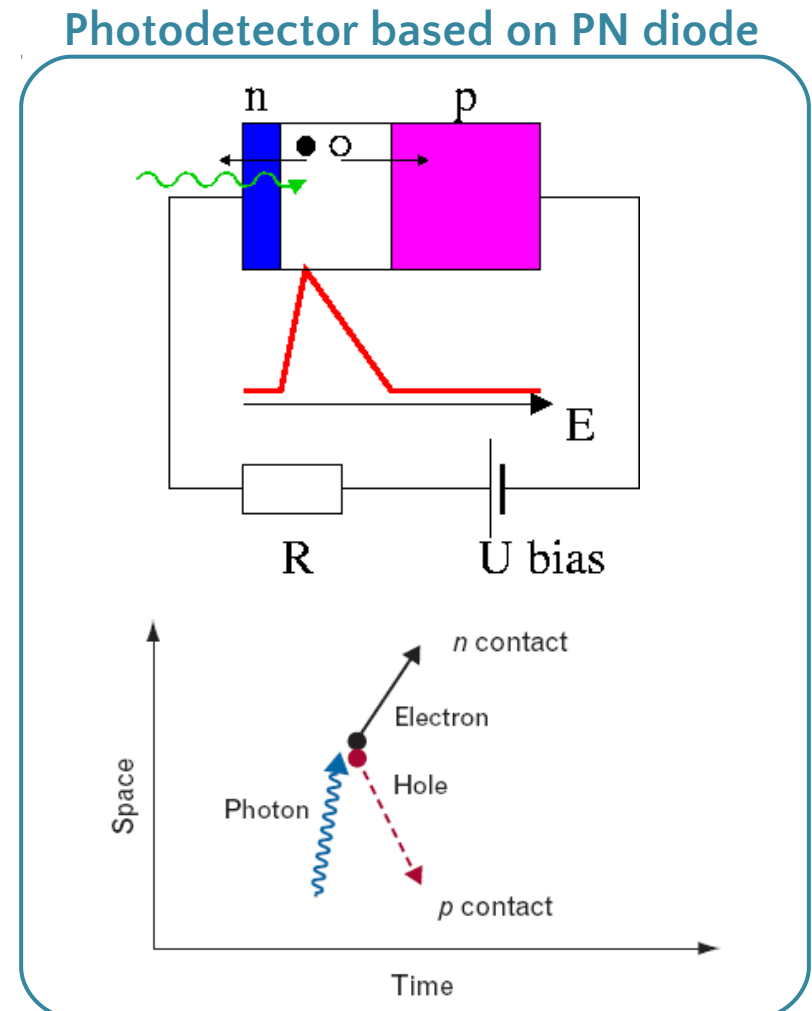 Photodetector based on PN diode
n
p
E
R
U bias
n contact
Electron
Hole
Photon
p contact
Space
Time